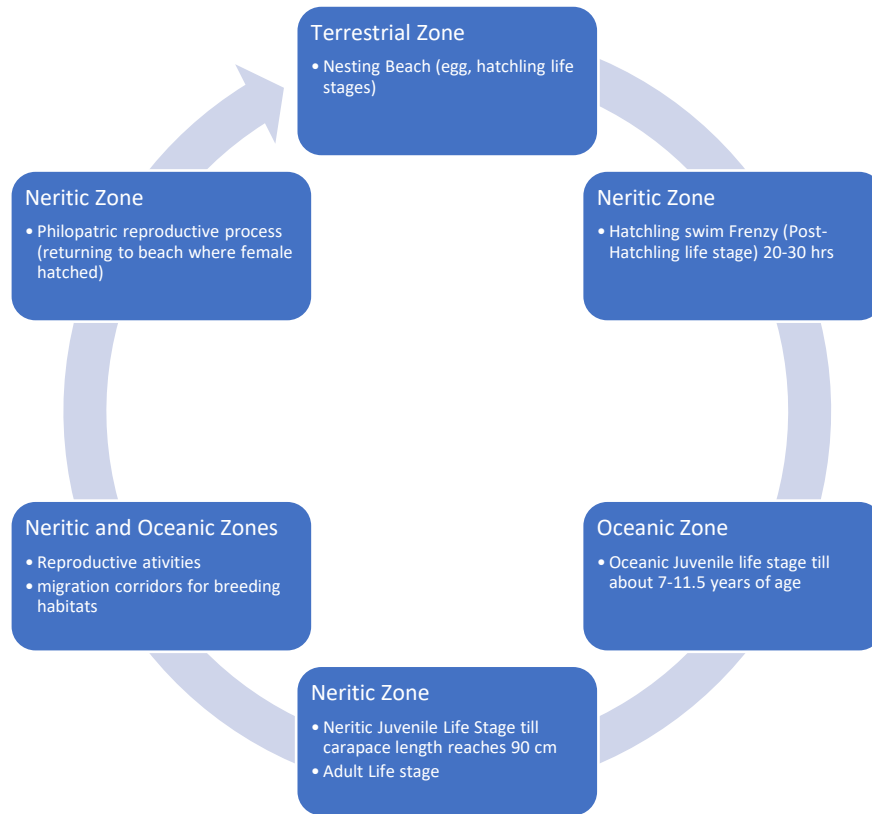 Terrestrial Zone
• Nesting Beach (egg, hatchling life
stages)
Neritic Zone
• Hatchling swim Frenzy (Post-
Hatchling life stage) 20-30 hrs
Oceanic Zone
• Oceanic Juvenile life stage till
about 7-11.5 years of age
Neritic Zone
• Neritic Juvenile Life Stage till
carapace length reaches 90 cm
• Adult Life stage
Neritic and Oceanic Zones
• Reproductive ativities
• migration corridors for breeding
habitats
Neritic Zone
• Philopatric reproductive process
(returning to beach where female
hatched)